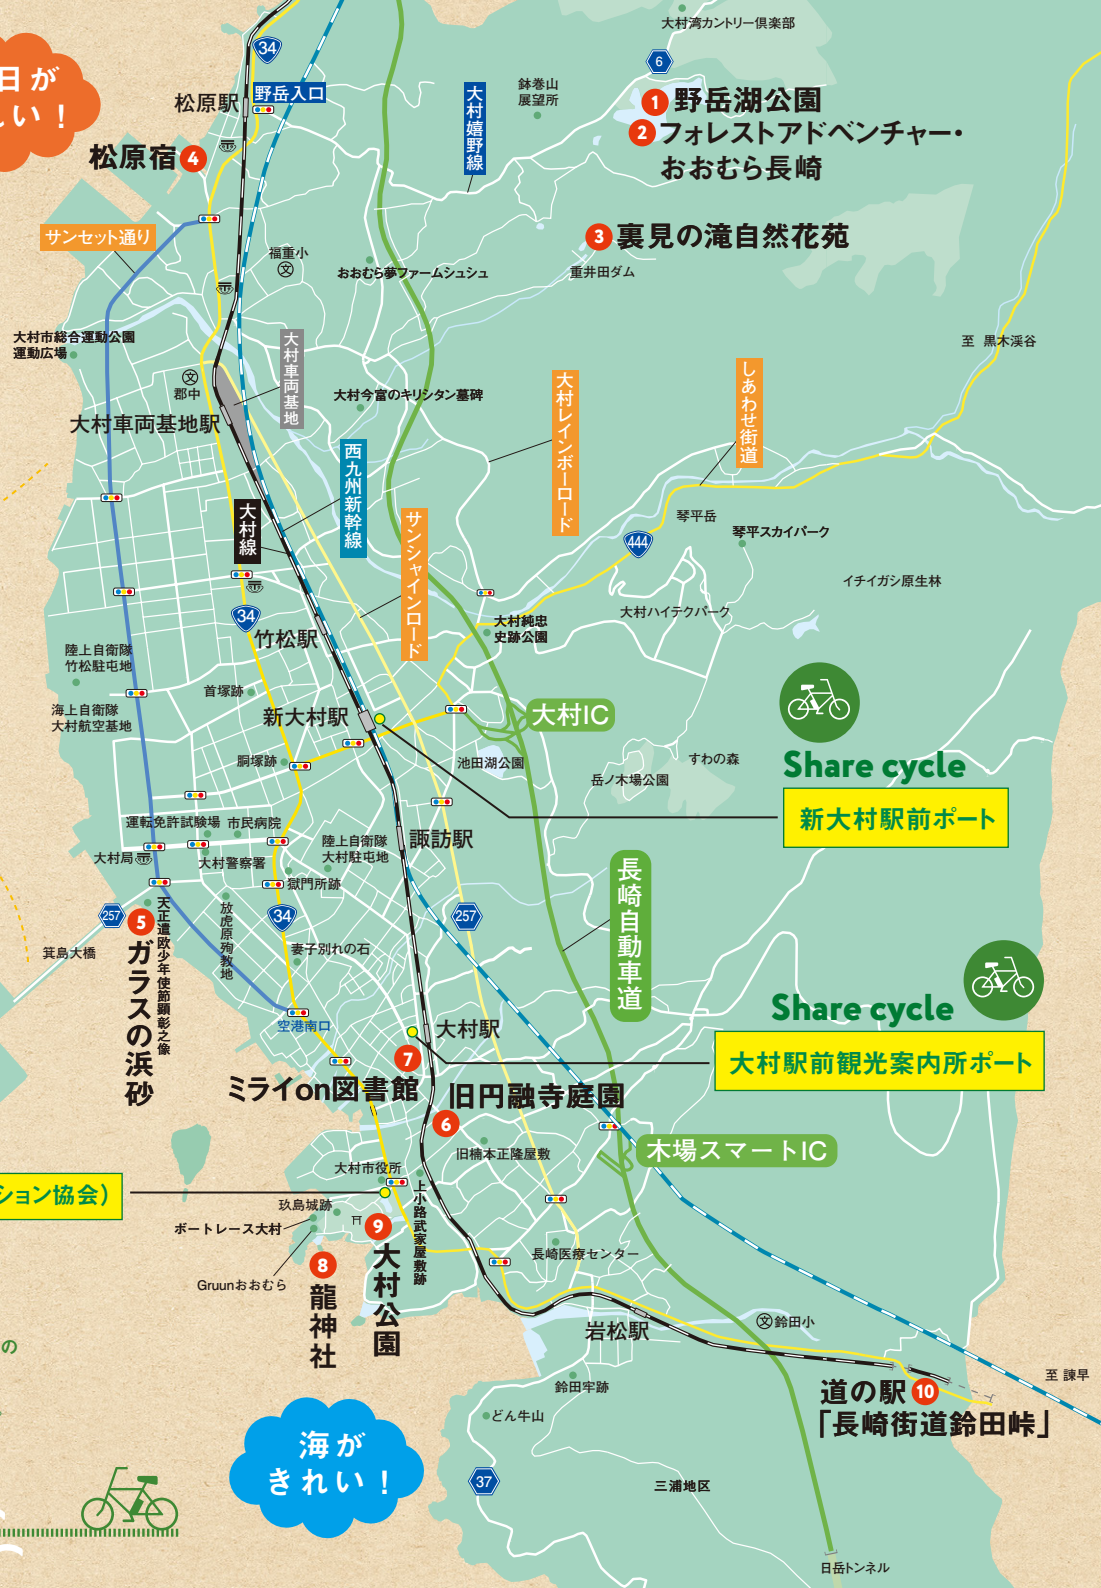 大村湾カントリー倶楽部
34
6
日が
い！
松原駅
野岳入口
大村嬉野線
鉢巻山
展望所
1 野岳湖公園
2 フォレストアドベンチャー・
おおむら長崎
松原宿 4
サンセット通り
福重小
文
おおむら夢ファームシュシュ
3 裏見の滝自然花苑
重井田ダム
大村市総合運動公園
運動広場
大村車両基地
至 黒木渓谷
文
郡中
大村今富のキリシタン墓碑
大村レインボーロード
しあわせ街道
大村車両基地駅
西九州新幹線
大村線
サンシャインロード
琴平岳
琴平スカイパーク
444
イチイガシ原生林
34
竹松駅
大村純忠
史跡公園
大村ハイテクパーク
陸上自衛隊
竹松駐屯地
首塚跡
海上自衛隊
大村航空基地
新大村駅
大村IC
胴塚跡
池田湖公園
すわの森
岳ノ木場公園
Share cycle
新大村駅前ポート
運転免許試験場
市民病院
陸上自衛隊
大村駐屯地
諏訪駅
大村局
大村警察署
獄門所跡
長崎自動車道
257
5
ガラスの浜砂
天正遣欧少年使節顕彰之像
放虎原殉教地
34
257
箕島大橋
妻子別れの石
空港南口
大村駅
Share cycle
大村駅前観光案内所ポート
7
ミライon図書館
旧円融寺庭園
6
旧楠本正隆屋敷
木場スマートIC
大村市役所
ション協会）
上小路武家屋敷跡
玖島城跡
ボートレース大村
9
大村公園
長崎医療センター
8
龍神社
Gruunおおむら
岩松駅
文 鈴田小
の
至 諫早
鈴田牢跡
道の駅 10
「長崎街道鈴田峠」
どん牛山
海が
きれい！
37
三浦地区
日岳トンネル